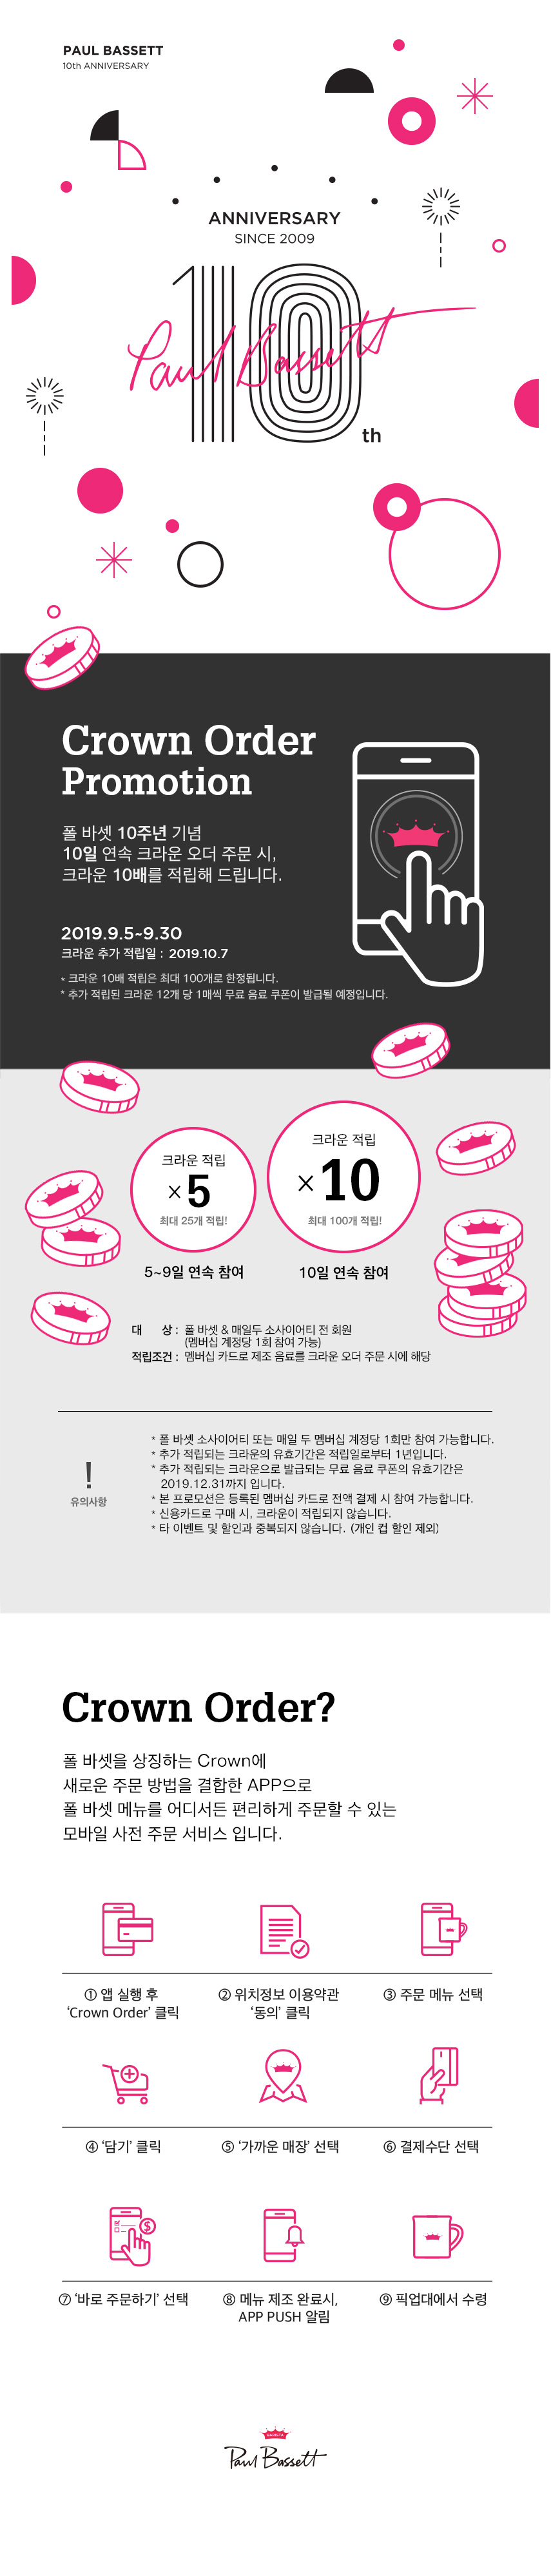 PAUL BASSETT
10th ANNIVERSARY
ANNIVERSARY
SINCE 2009
10
Paul Bassett
th
Crown Order
Promotion
폴 바셋 10주년 기념
10일 연속 크라운 오더 주문 시,
크라운 10배를 적립해 드립니다.
2019.9.5~9.30
크라운 추가 적립일 : 2019.10.7
* 크라운 10배 적립은 최대 100개로 한정됩니다.
* 추가 적립된 크라운 12개 당 1매씩 무료 음료 쿠폰이 발급될 예정입니다.
크라운 적립
×5
최대 25개 적립!
5~9일 연속 참여
크라운 적립
×10
최대 100개 적립!
10일 연속 참여
대 상 : 폴 바셋 & 매일두 소사이어티 전 회원
(멤버십 계정당 1회 참여 가능)
적립조건 : 멤버십 카드로 제조 음료를 크라운 오더 주문 시에 해당
!
유의사항
* 폴 바셋 소사이어티 또는 매일 두 멤버십 계정당 1회만 참여 가능합니다.
* 추가 적립되는 크라운의 유효기간은 적립일로부터 1년입니다.
* 추가 적립되는 크라운으로 발급되는 무료 음료 쿠폰의 유효기간은
2019.12.31까지 입니다.
* 본 프로모션은 등록된 멤버십 카드로 전액 결제 시 참여 가능합니다.
* 신용카드로 구매 시, 크라운이 적립되지 않습니다.
* 타 이벤트 및 할인과 중복되지 않습니다. (개인 컵 할인 제외)
Crown Order?
폴 바셋을 상징하는 Crown에
새로운 주문 방법을 결합한 APP으로
폴 바셋 메뉴를 어디서든 편리하게 주문할 수 있는
모바일 사전 주문 서비스 입니다.
① 앱 실행 후
‘Crown Order’ 클릭
② 위치정보 이용약관
‘동의’ 클릭
③ 주문 메뉴 선택
④ ‘담기’ 클릭
⑤ ‘가까운 매장’ 선택
⑥ 결제수단 선택
$
⑦ ‘바로 주문하기’ 선택
⑧ 메뉴 제조 완료시,
APP PUSH 알림
⑨ 픽업대에서 수령
Paul Bassett